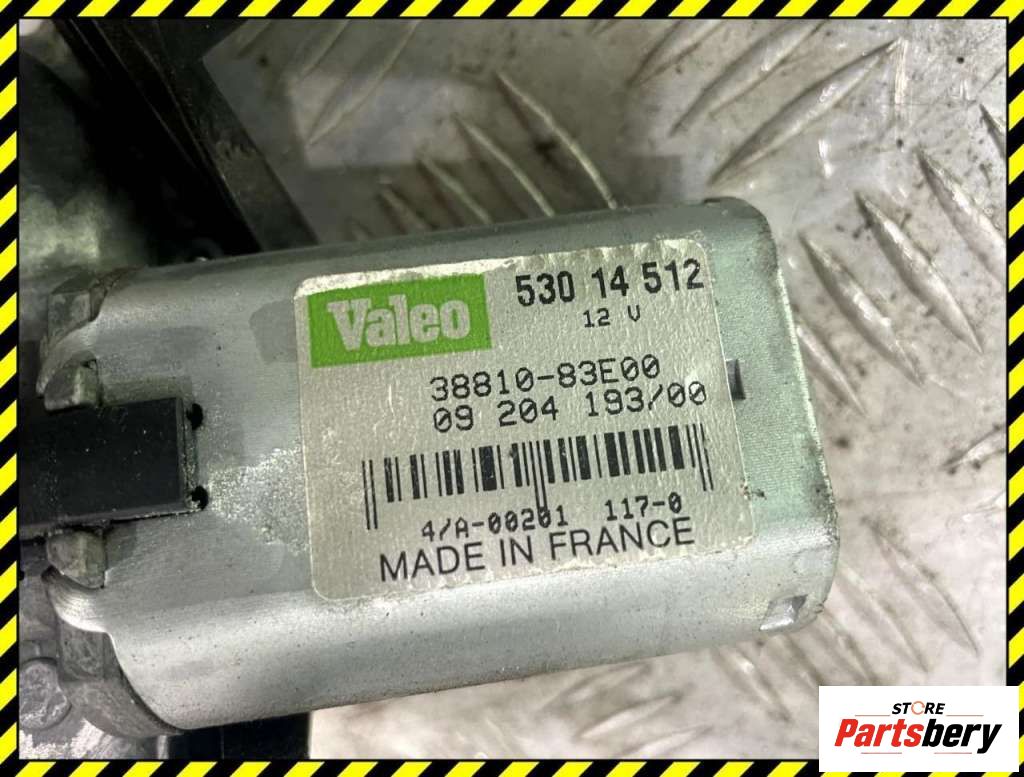 Valeo
530 14 512
12 V
38810-83E00
09 204 193/00
4/A-00201 117-0
MADE IN FRANCE
STORE
Partsbery